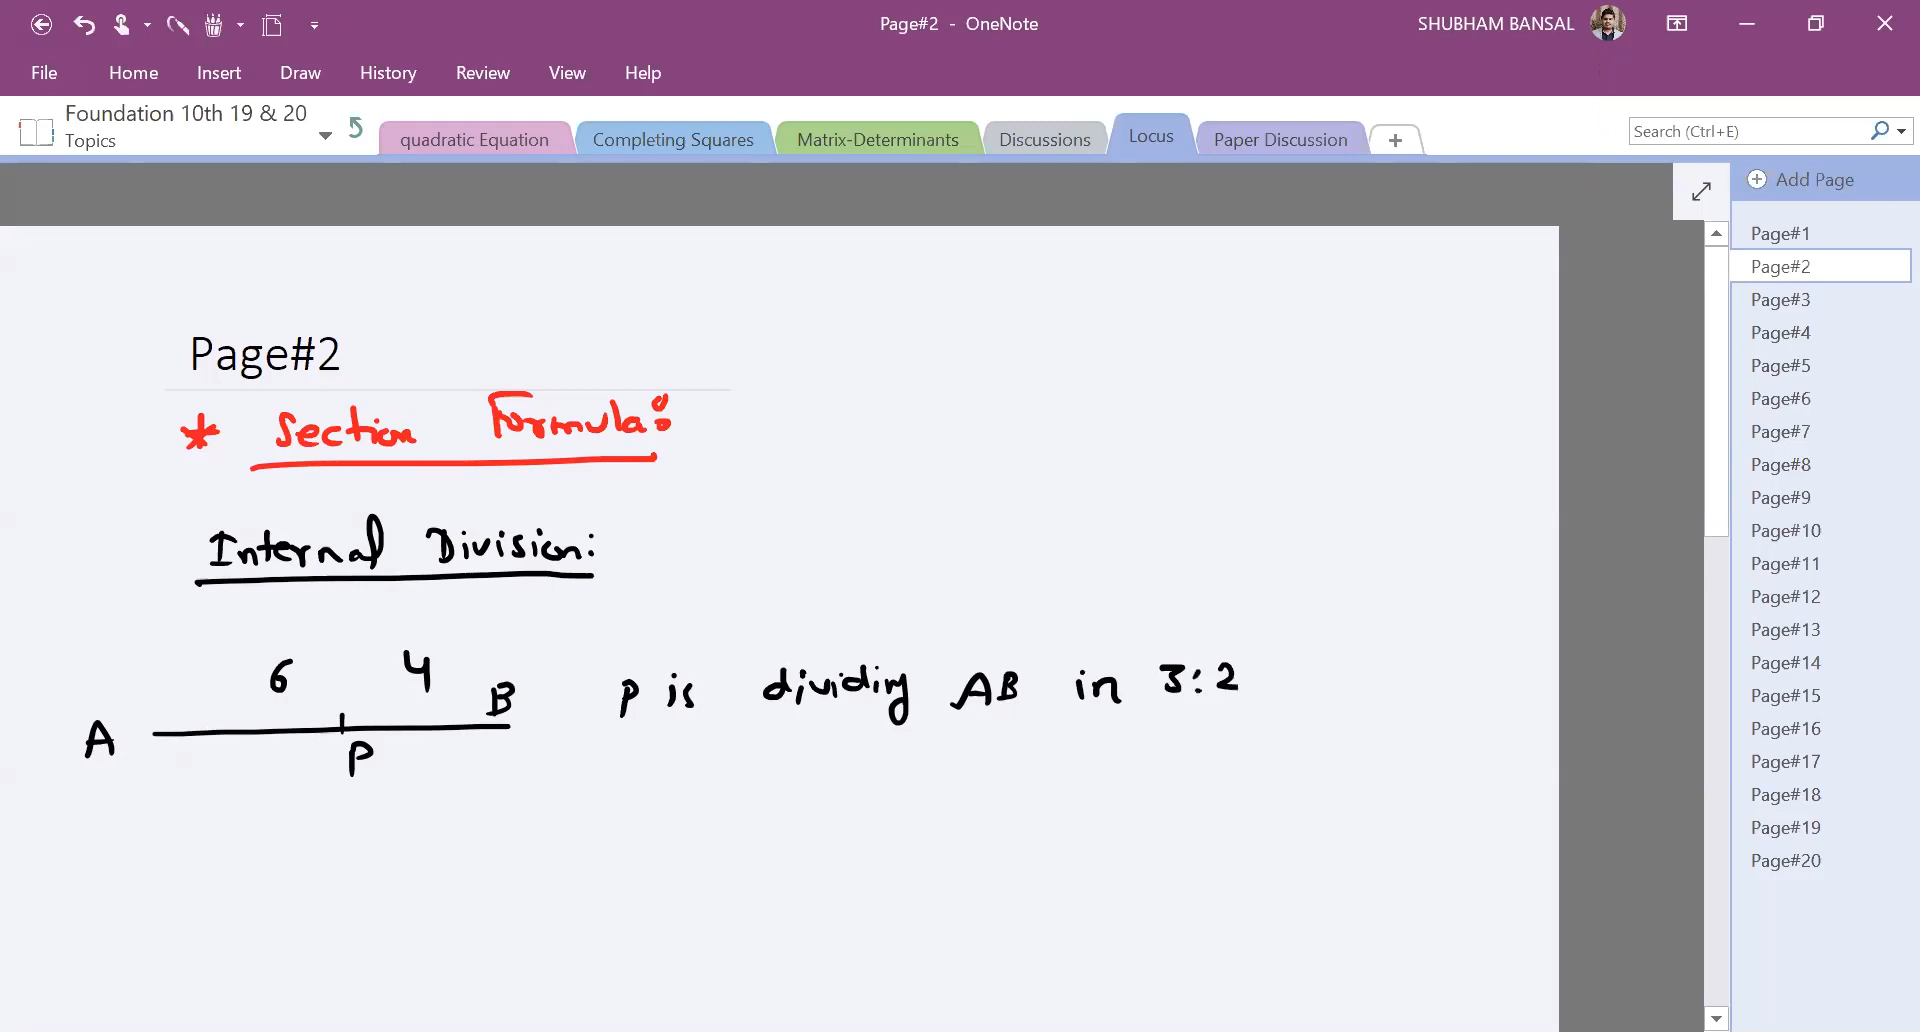 Page#2 - OneNote
SHUBHAM BANSAL
File Home Insert Draw History Review View Help
Foundation 10th 19 & 20
Topics
quadratic Equation Completing Squares Matrix-Determinants Discussions Locus Paper Discussion +
Search (Ctrl+E)
Add Page
Page#1
Page#2
Page#3
Page#4
Page#5
Page#6
Page#7
Page#8
Page#9
Page#10
Page#11
Page#12
Page#13
Page#14
Page#15
Page#16
Page#17
Page#18
Page#19
Page#20
Page#2
* Section Formula:
Internal Division:
6 4
A B
P
P is dividing AB in 3:2